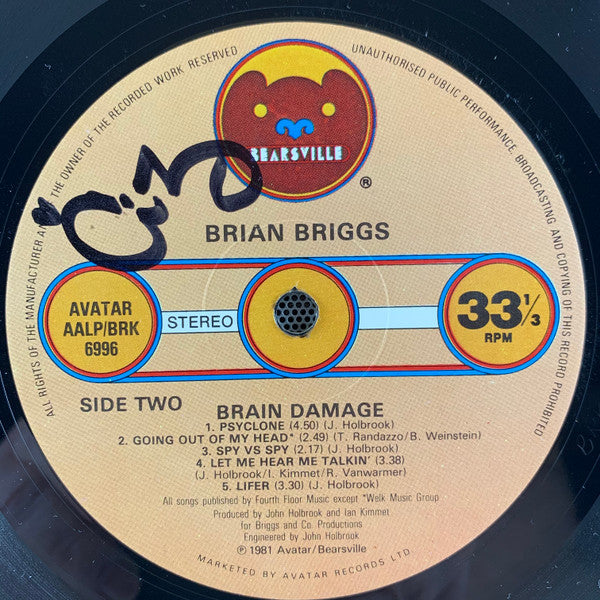 ALL RIGHTS OF THE MANUFACTURER AND THE OWNER OF THE RECORDED WORK RESERVED
UNAUTHORISED PUBLIC PERFORMANCE, BROADCASTING AND COPYING OF THIS RECORD PROHIBITED
BEARSVILLE
®
BRIAN BRIGGS
AVATAR
AALP/BRK
6996
STEREO
33 1/3
RPM
SIDE TWO
BRAIN DAMAGE
1. PSYCLONE (4.50) (J. Holbrook)
2. GOING OUT OF MY HEAD* (2.49) (T. Randazzo/B. Weinstein)
3. SPY VS SPY (2.17) (J. Holbrook)
4. LET ME HEAR ME TALKIN' (3.38)
(J. Holbrook/I. Kimmet/R. Vanwarmer)
5. LIFER (3.30) (J. Holbrook)
All songs published by Fourth Floor Music except *Welk Music Group
Produced by John Holbrook and Ian Kimmet
for Briggs and Co. Productions
Engineered by John Holbrook
℗ 1981 Avatar/Bearsville
MARKETED BY AVATAR RECORDS LTD